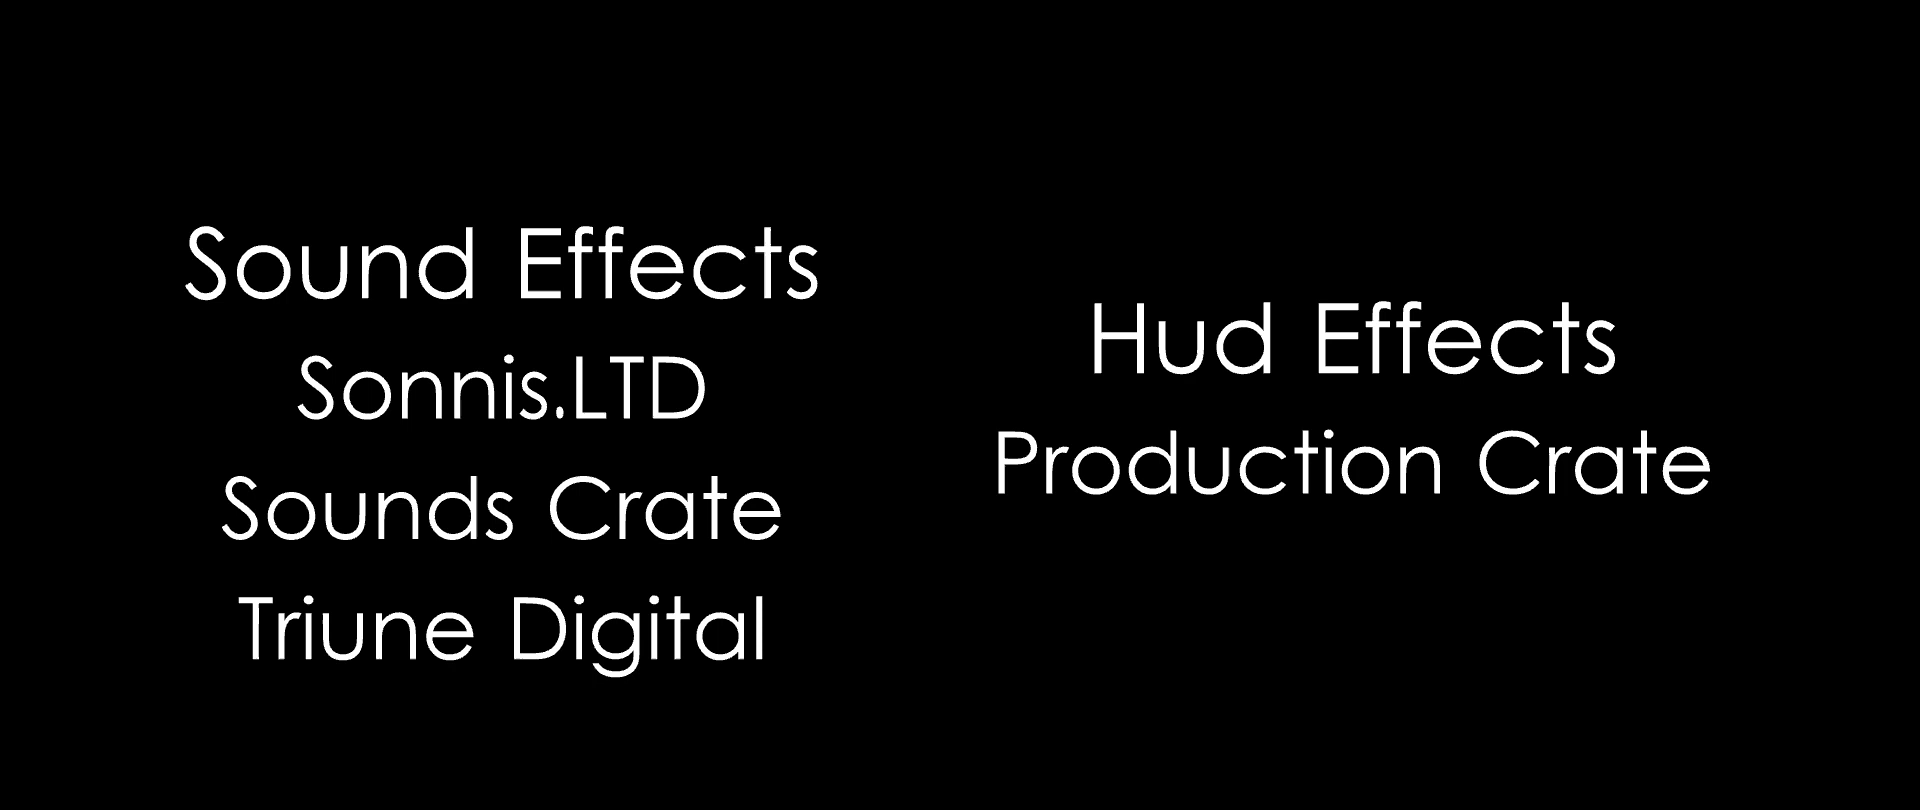 Sound Effects
Sonnis.LTD
Sounds Crate
Triune Digital
Hud Effects
Production Crate